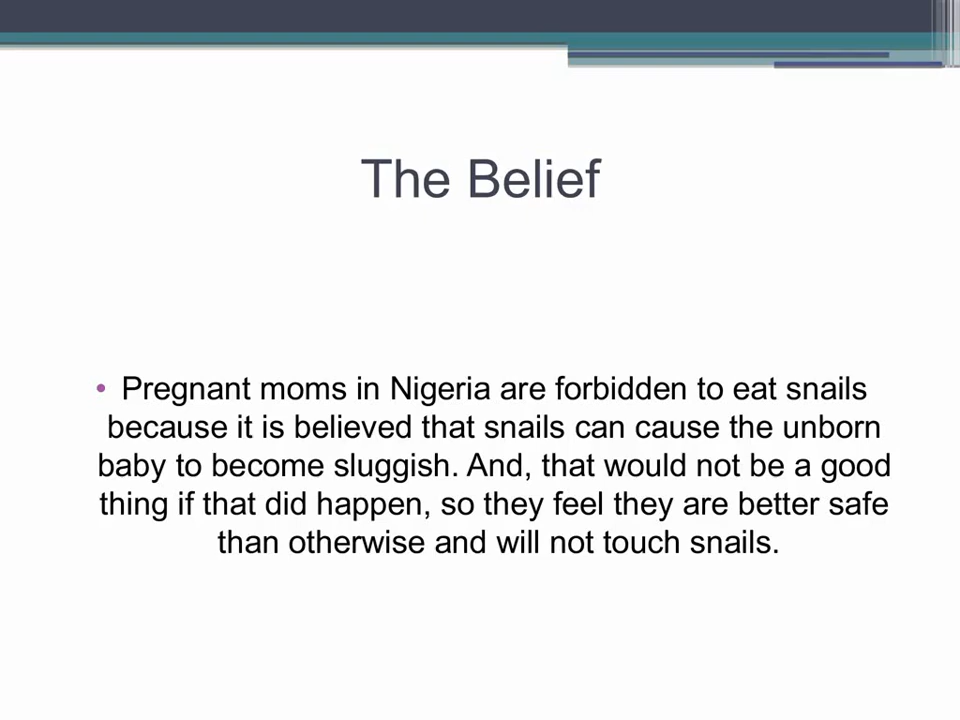 The Belief
• Pregnant moms in Nigeria are forbidden to eat snails
because it is believed that snails can cause the unborn
baby to become sluggish. And, that would not be a good
thing if that did happen, so they feel they are better safe
than otherwise and will not touch snails.